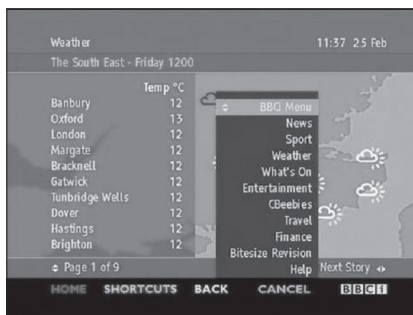 Weather 11:37 25 Feb
The South East - Friday 1200
Temp °C
Banbury 12
Oxford 13
London 12
Margate 12
Bracknell 12
Gatwick 12
Tunbridge Wells 12
Dover 12
Hastings 12
Brighton 12
BBG Menu
News
Sport
Weather
What's On
Entertainment
CBeebies
Travel
Finance
Bitesize Revision
Help
Page 1 of 9 Next Story
HOME SHORTCUTS BACK CANCEL BBCi